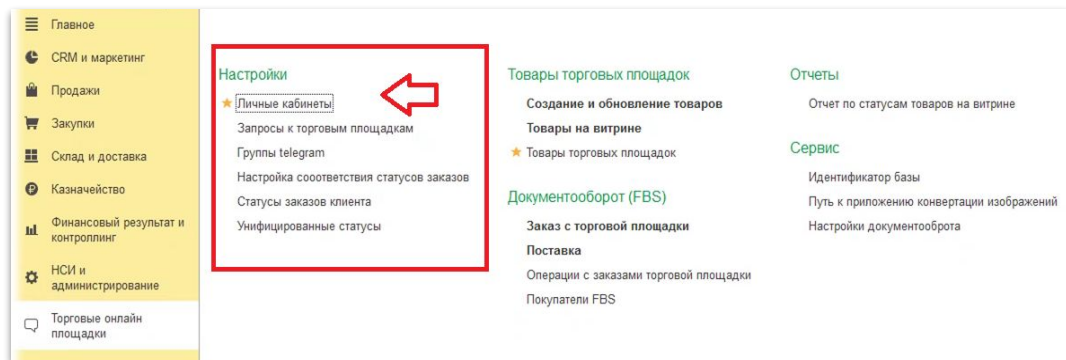 Главное
CRM и маркетинг
Продажи
Закупки
Склад и доставка
Казначейство
Финансовый результат и
контроллинг
НСИ и
администрирование
Торговые онлайн
площадки
Настройки
Личные кабинеты
Запросы к торговым площадкам
Группы telegram
Настройка сооответствия статусов заказов
Статусы заказов клиента
Унифицированные статусы
Товары торговых площадок
Создание и обновление товаров
Товары на витрине
Товары торговых площадок
Документооборот (FBS)
Заказ с торговой площадки
Поставка
Операции с заказами торговой площадки
Покупатели FBS
Отчеты
Отчет по статусам товаров на витрине
Сервис
Идентификатор базы
Путь к приложению конвертации изображений
Настройки документооброта